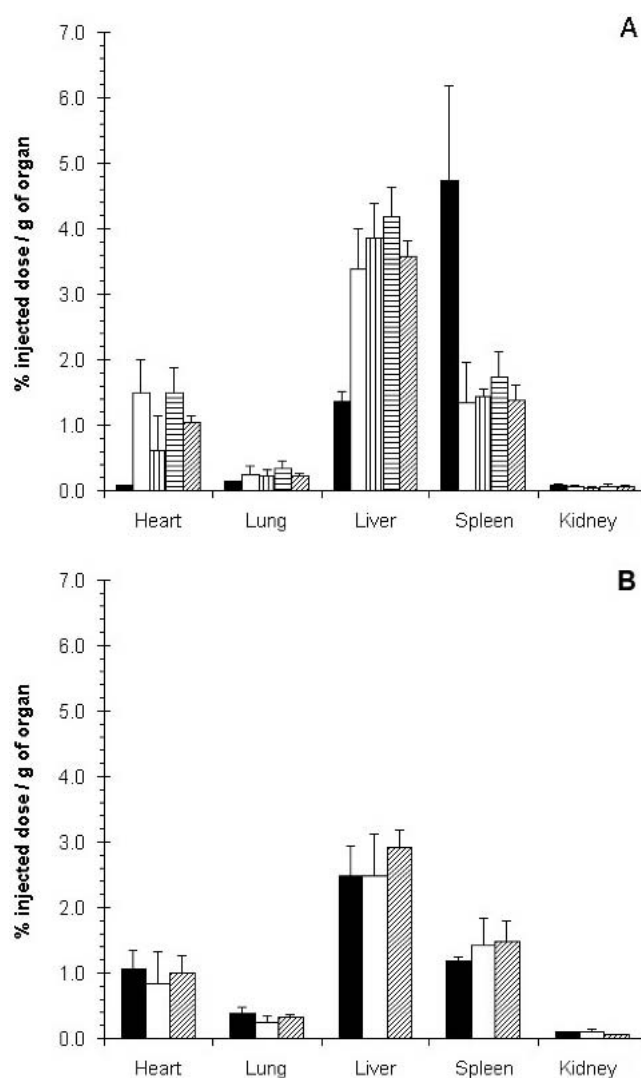 A
% injected dose / g of organ
7.0
6.0
5.0
4.0
3.0
2.0
1.0
0.0
Heart Lung Liver Spleen Kidney
B
% injected dose / g of organ
7.0
6.0
5.0
4.0
3.0
2.0
1.0
0.0
Heart Lung Liver Spleen Kidney